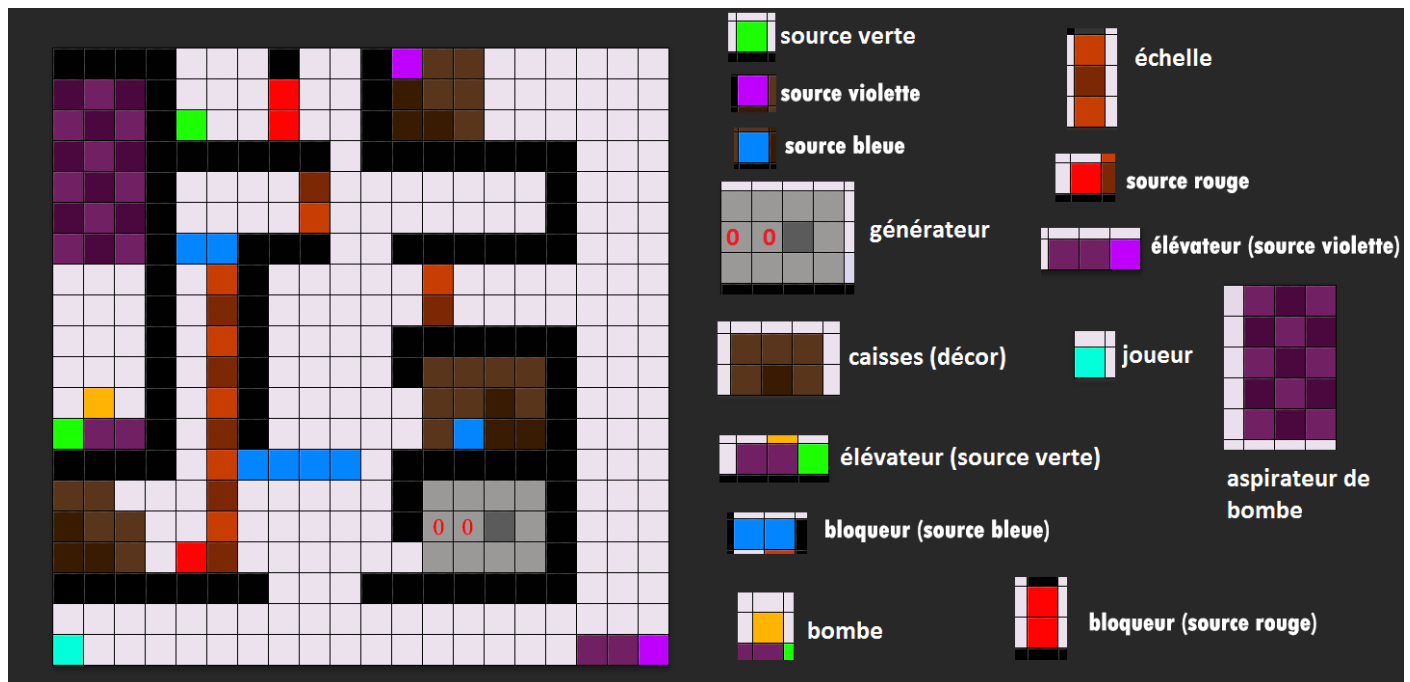 source verte
source violette
source bleue
0 0
générateur
caisses (décor)
élévateur (source verte)
bloqueur (source bleue)
bombe
0 0
échelle
source rouge
élévateur (source violette)
joueur
aspirateur de
bombe
bloqueur (source rouge)